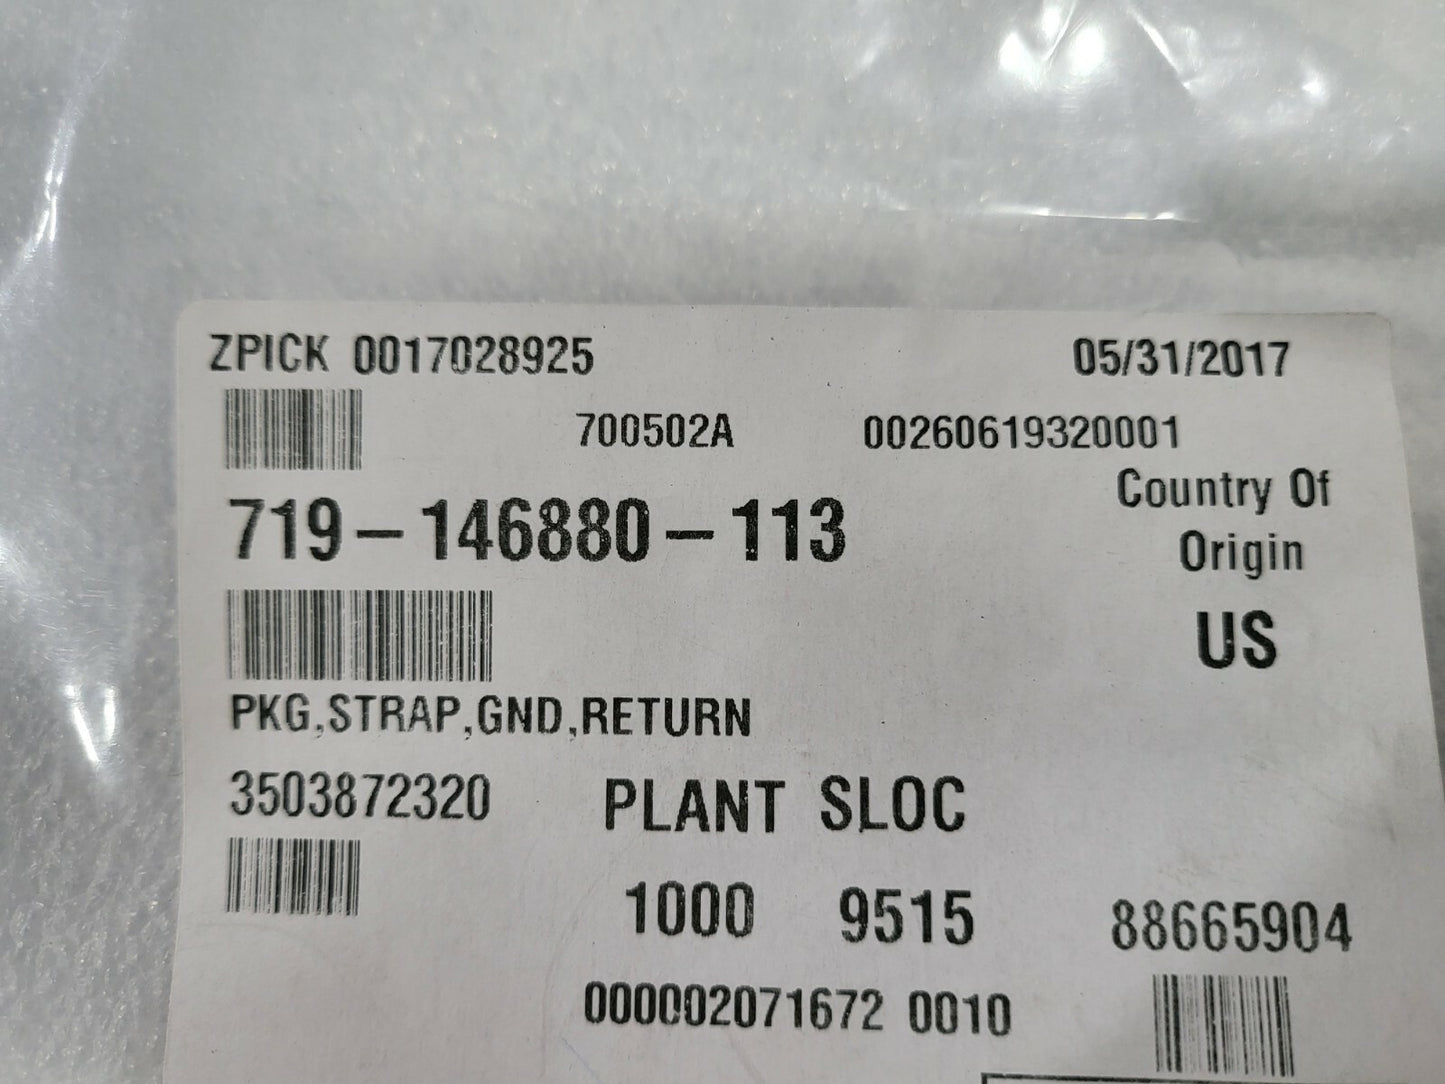 ZPICK 0017028925 05/31/2017
700502A 00260619320001
719-146880-113
Country Of
Origin
US
PKG,STRAP,GND,RETURN
3503872320 PLANT SLOC
1000 9515 88665904
000002071672 0010